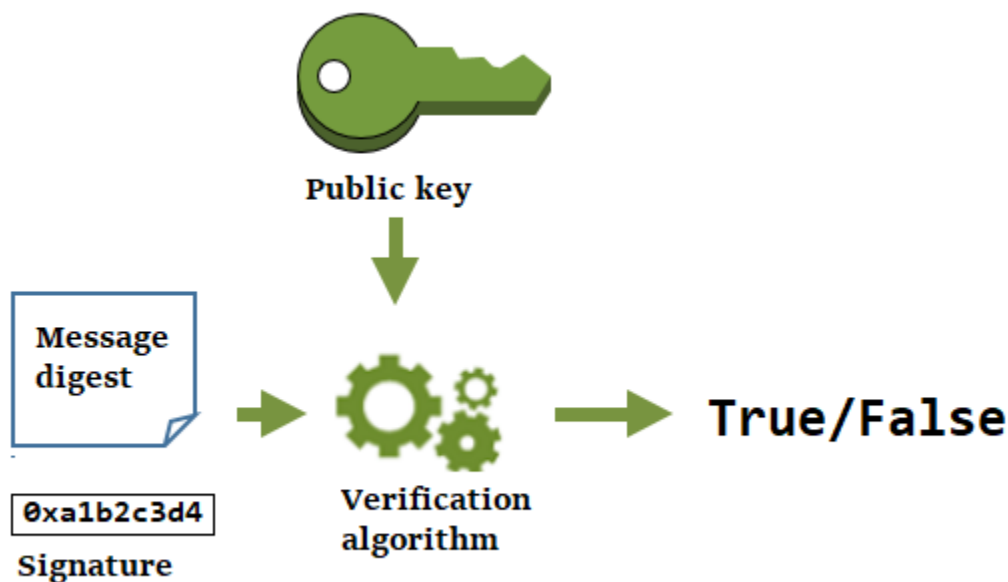 Public key
Message
digest
True/False
0xa1b2c3d4
Signature
Verification
algorithm